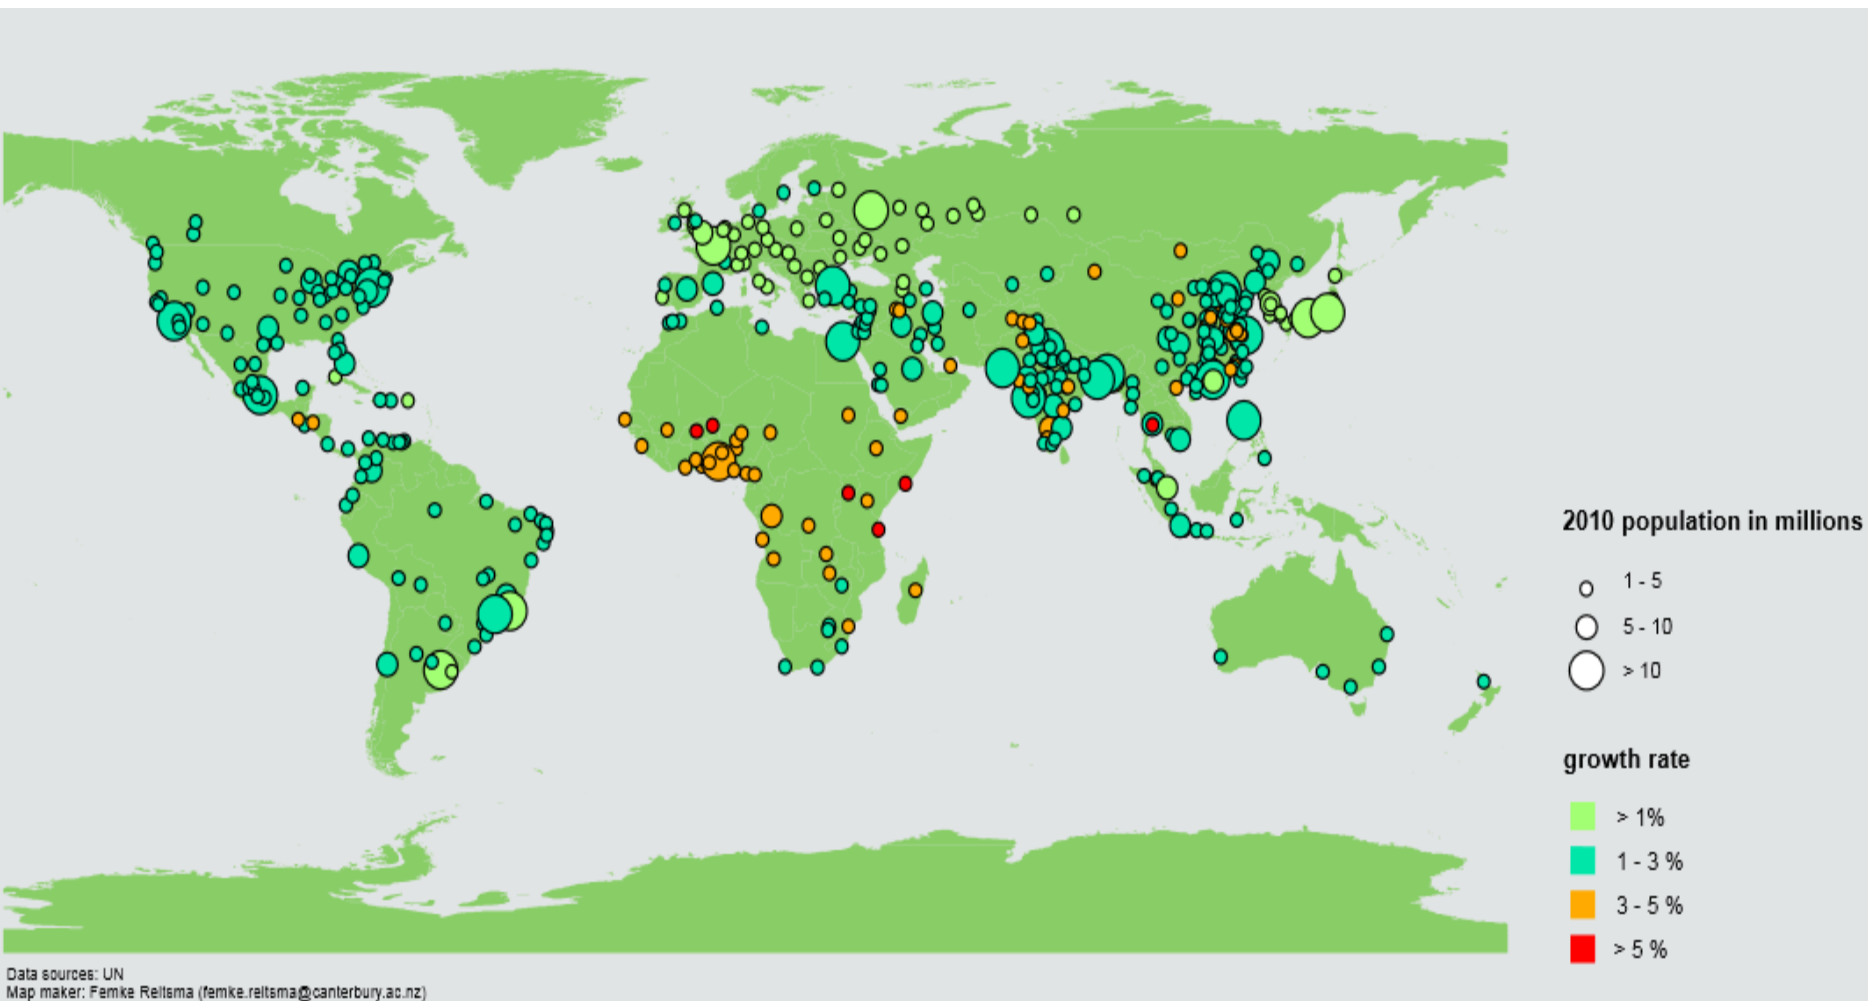 2010 population in millions
1 - 5
5 - 10
> 10
growth rate
> 1%
1 - 3 %
3 - 5 %
> 5 %
Data sources: UN
Map maker: Femke Reitsma (femke.reitsma@canterbury.ac.nz)